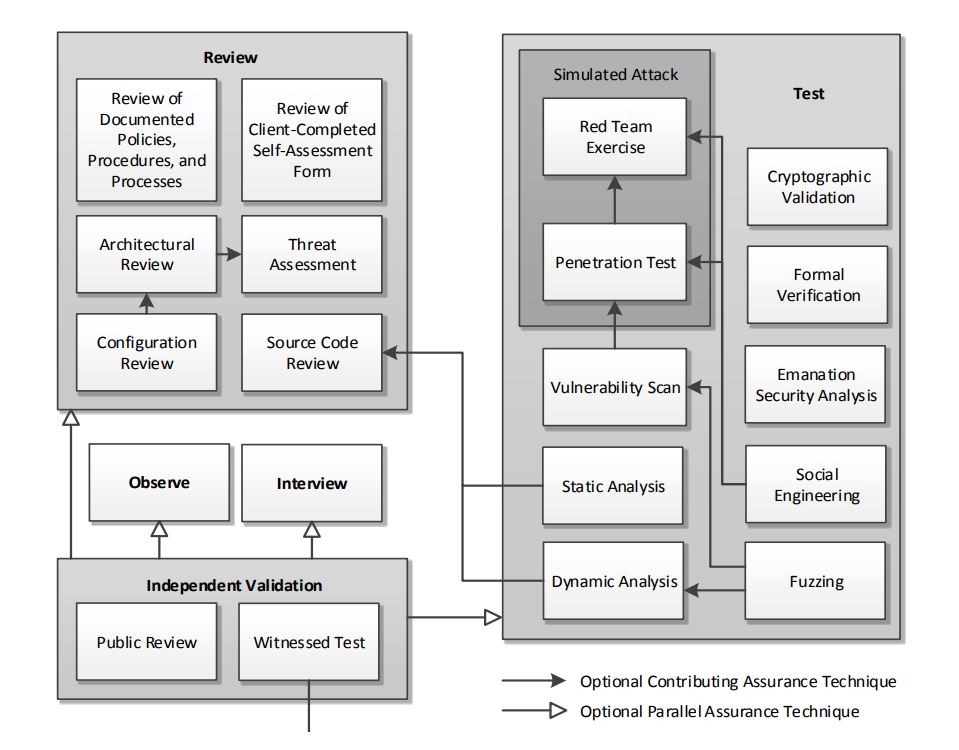 Review
Review of
Documented
Policies,
Procedures, and
Processes
Review of
Client-Completed
Self-Assessment
Form
Architectural
Review
Threat
Assessment
Configuration
Review
Source Code
Review
Observe
Interview
Independent Validation
Public Review
Witnessed Test
Simulated Attack
Red Team
Exercise
Penetration Test
Vulnerability Scan
Static Analysis
Dynamic Analysis
Test
Cryptographic
Validation
Formal
Verification
Emanation
Security Analysis
Social
Engineering
Fuzzing
Optional Contributing Assurance Technique
Optional Parallel Assurance Technique